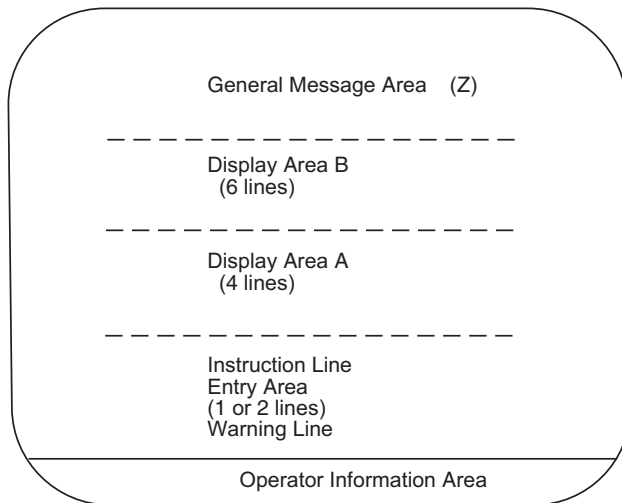 General Message Area (Z)
Display Area B
(6 lines)
Display Area A
(4 lines)
Instruction Line
Entry Area
(1 or 2 lines)
Warning Line
Operator Information Area